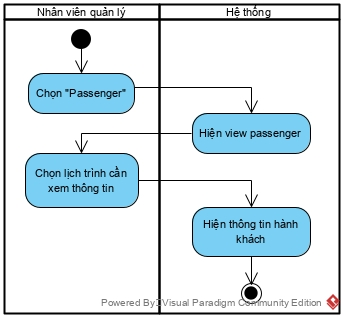 Nhân viên quản lý
Hệ thống
Chọn "Passenger"
Hiện view passenger
Chọn lịch trình cần
xem thông tin
Hiện thông tin hành
khách
Powered By Visual Paradigm Community Edition